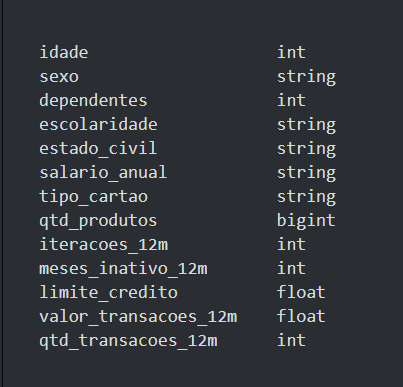 idade int
sexo string
dependentes int
escolaridade string
estado_civil string
salario_anual string
tipo_cartao string
qtd_produtos bigint
iteracoes_12m int
meses_inativo_12m int
limite_credito float
valor_transacoes_12m float
qtd_transacoes_12m int